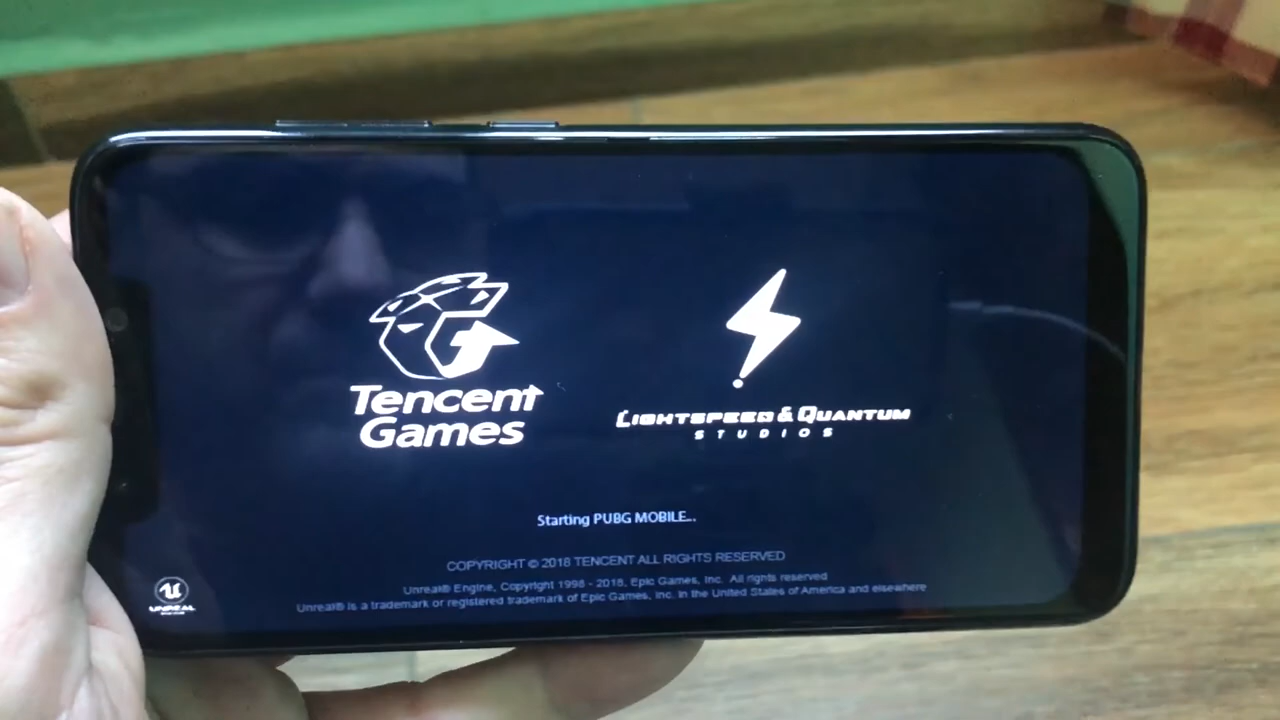 Tencent
Games
LIGHTSPEED & QUANTUM
STUDIOS
Starting PUBG MOBILE...
COPYRIGHT © 2018 TENCENT ALL RIGHTS RESERVED
Unreal® Engine, Copyright 1998 - 2018, Epic Games, Inc. All rights reserved
Unreal® is a trademark or registered trademark of Epic Games, Inc. in the United States of America and elsewhere
UNREAL